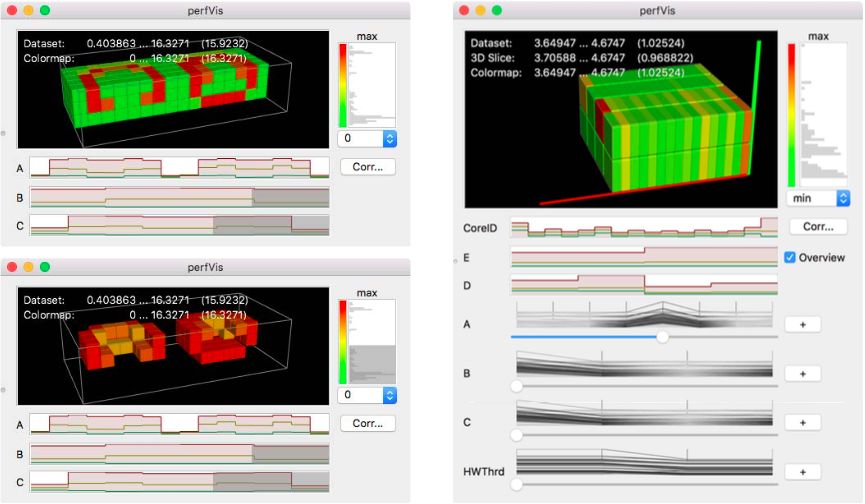 perfVis
Dataset: 0.403863 ... 16.3271 (15.9232)
Colormap: 0 ... 16.3271 (16.3271)
max
0
Corr...
A
B
C
perfVis
Dataset: 0.403863 ... 16.3271 (15.9232)
Colormap: 0 ... 16.3271 (16.3271)
max
0
Corr...
A
B
C
perfVis
Dataset: 3.64947 ... 4.6747 (1.02524)
3D Slice: 3.70588 ... 4.6747 (0.968822)
Colormap: 3.64947 ... 4.6747 (1.02524)
max
min
CoreID
Corr...
E
Overview
D
A
+
B
+
C
+
HWThrd
+